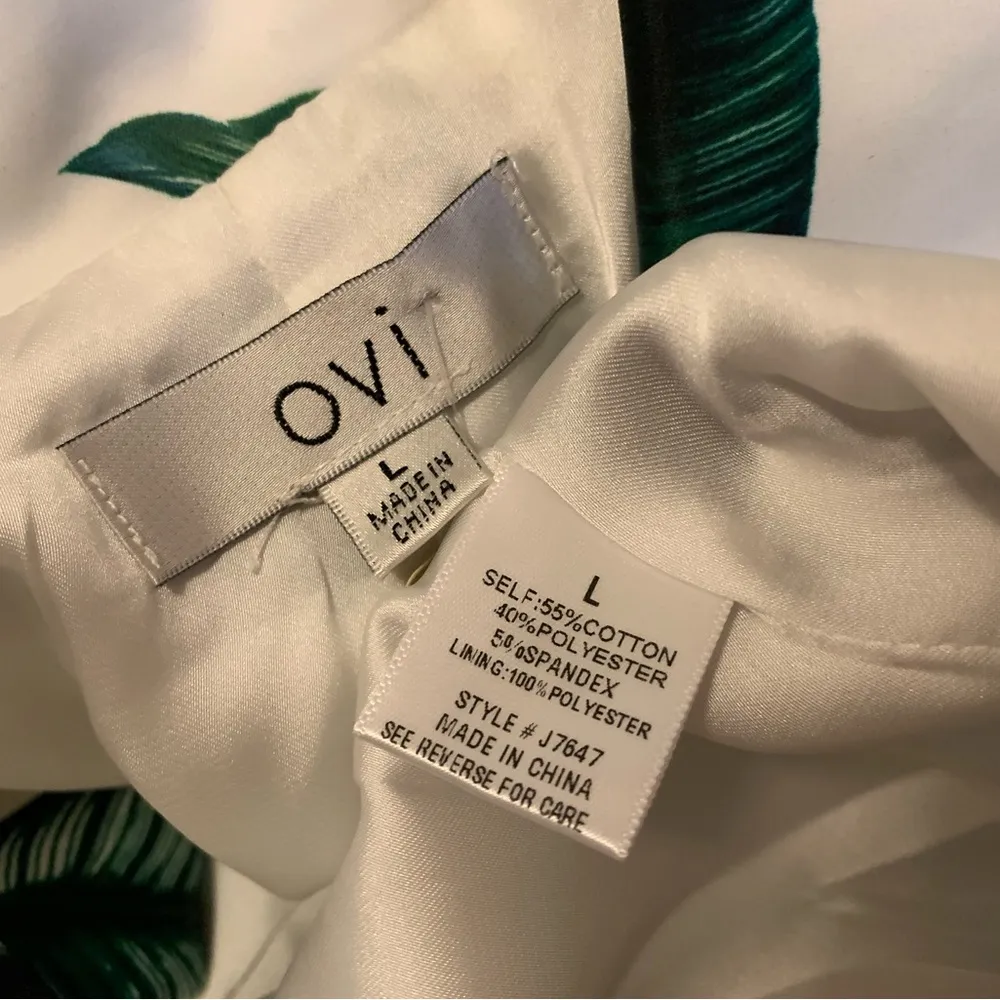 ovi
L
MADE IN
CHINA
L
SELF:55%COTTON
40%POLYESTER
5%SPANDEX
LINING:100%POLYESTER
STYLE # J7647
MADE IN CHINA
SEE REVERSE FOR CARE